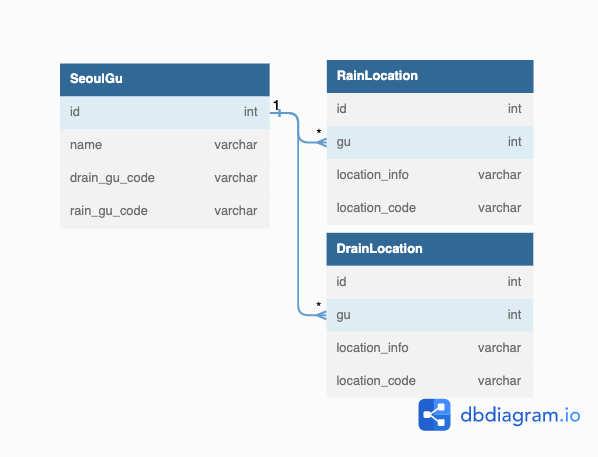 SeoulGu
id int
name varchar
drain_gu_code varchar
rain_gu_code varchar
1
*
*
RainLocation
id int
gu int
location_info varchar
location_code varchar
DrainLocation
id int
gu int
location_info varchar
location_code varchar
dbdiagram.io